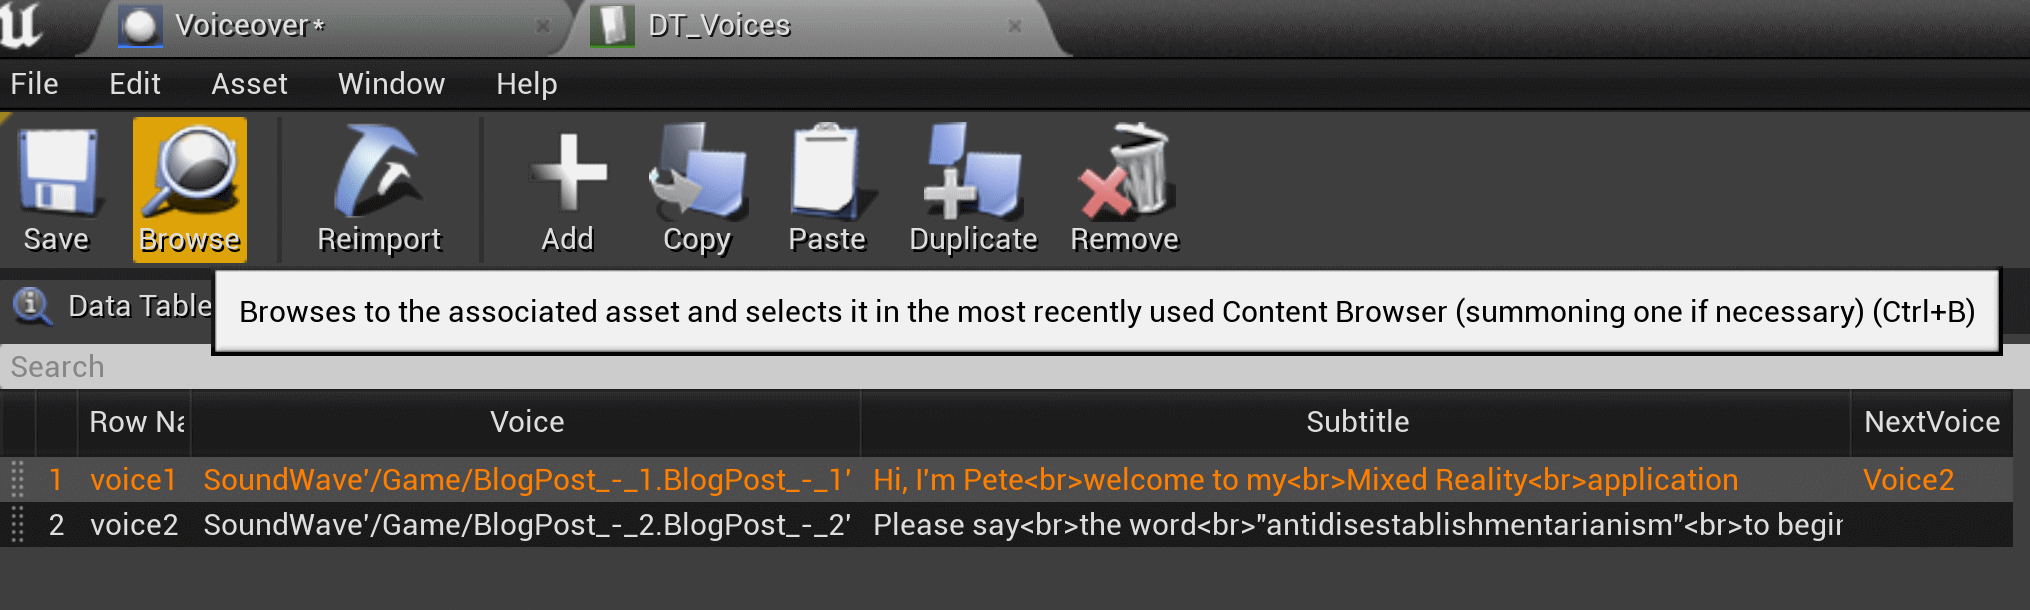 Voiceover*
DT_Voices
File Edit Asset Window Help
Save Browse Reimport Add Copy Paste Duplicate Remove
Data Table
Browses to the associated asset and selects it in the most recently used Content Browser (summoning one if necessary) (Ctrl+B)
Search
Row Na Voice Subtitle NextVoice
1 voice1 SoundWave'/Game/BlogPost_-_1.BlogPost_-_1' Hi, I'm Pete<br>welcome to my<br>Mixed Reality<br>application Voice2
2 voice2 SoundWave'/Game/BlogPost_-_2.BlogPost_-_2' Please say<br>the word<br>"antidisestablishmentarianism"<br>to begin